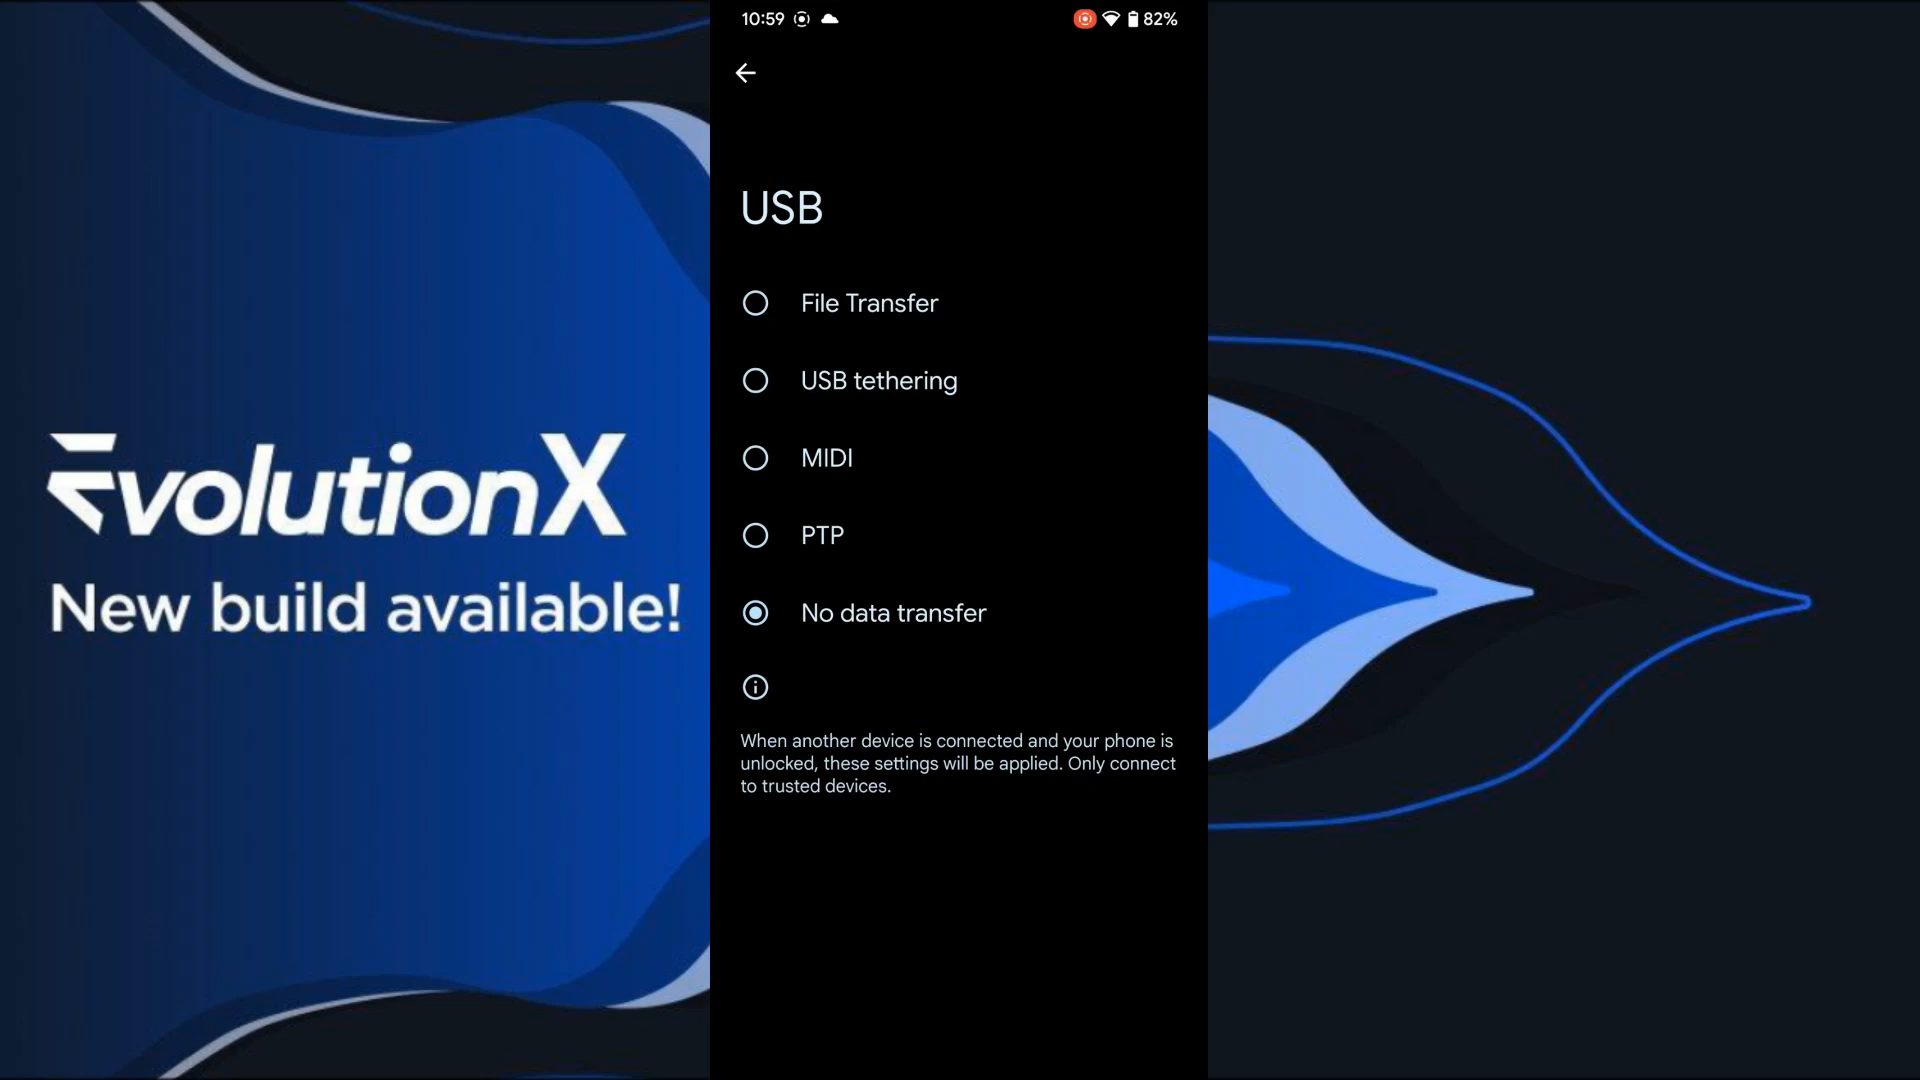 EvolutionX
New build available!
10:59
82%
USB
File Transfer
USB tethering
MIDI
PTP
No data transfer
When another device is connected and your phone is
unlocked, these settings will be applied. Only connect
to trusted devices.